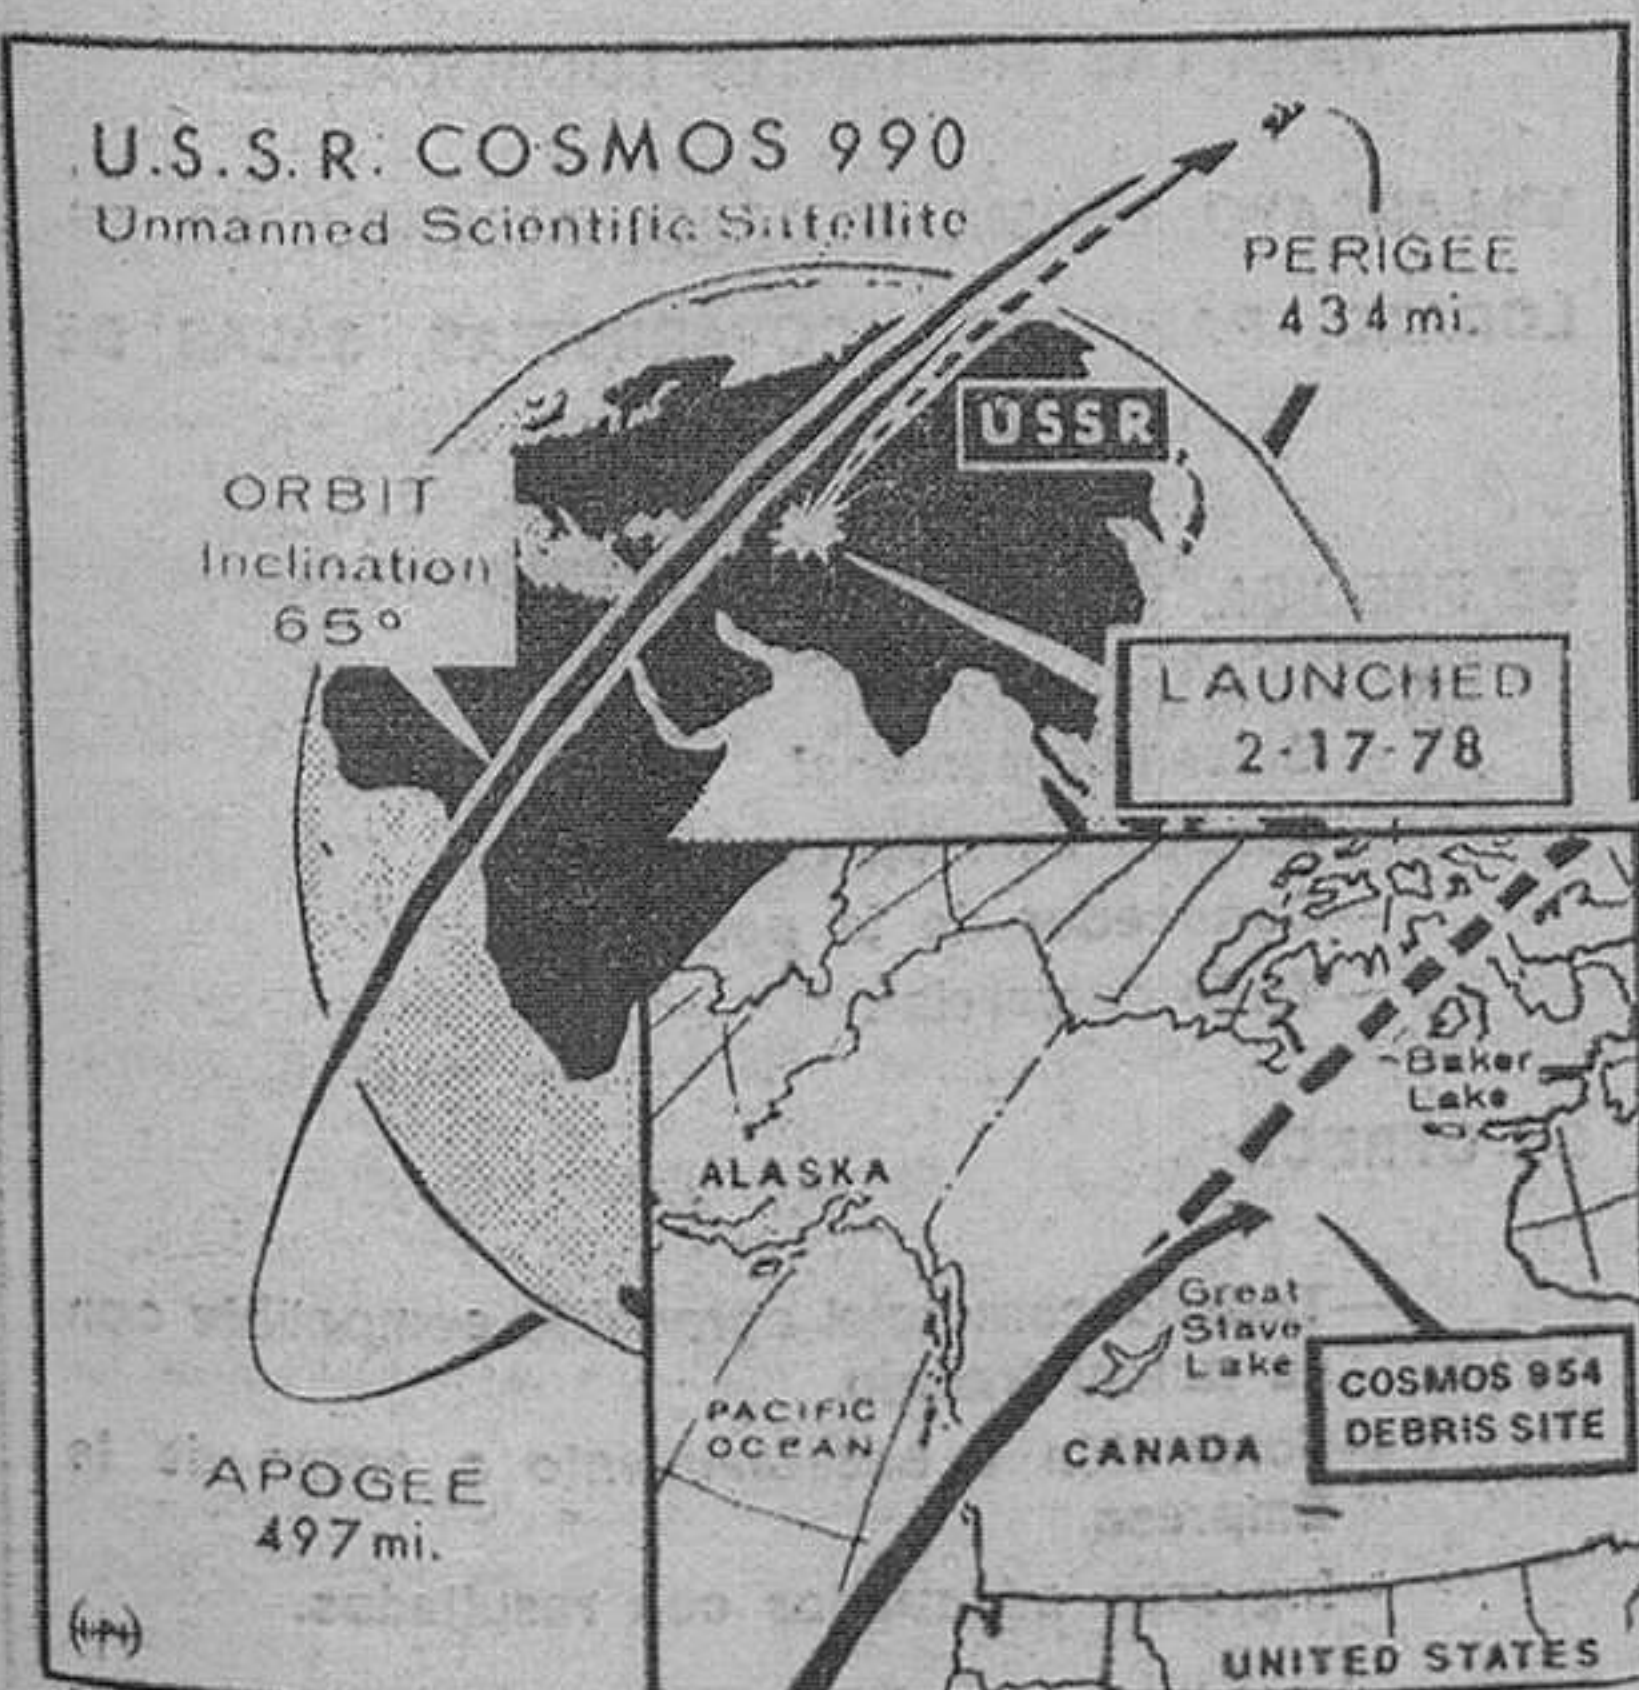 U.S.S.R. COSMOS 990
Unmanned Scientific Satellite
PERIGEE
434 mi.
USSR
ORBIT
Inclination
65°
LAUNCHED
2-17-78
Baker
Lake
ALASKA
Great
Slave
Lake
COSMOS 954
DEBRIS SITE
PACIFIC
OCEAN
CANADA
APOGEE
497 mi.
UNITED STATES